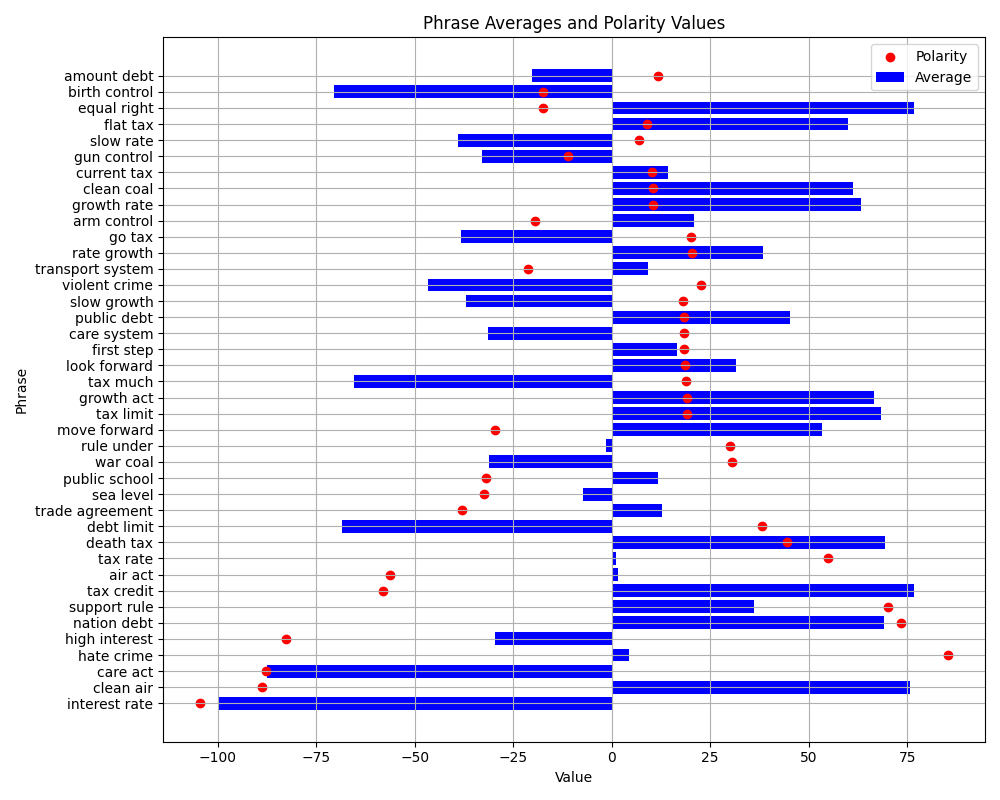 Phrase Averages and Polarity Values
Polarity
Average
amount debt
birth control
equal right
flat tax
slow rate
gun control
current tax
clean coal
growth rate
arm control
go tax
rate growth
transport system
violent crime
slow growth
public debt
care system
first step
look forward
tax much
growth act
tax limit
move forward
rule under
war coal
public school
sea level
trade agreement
debt limit
death tax
tax rate
air act
tax credit
support rule
nation debt
high interest
hate crime
care act
clean air
interest rate
Phrase
−100 −75 −50 −25 0 25 50 75
Value